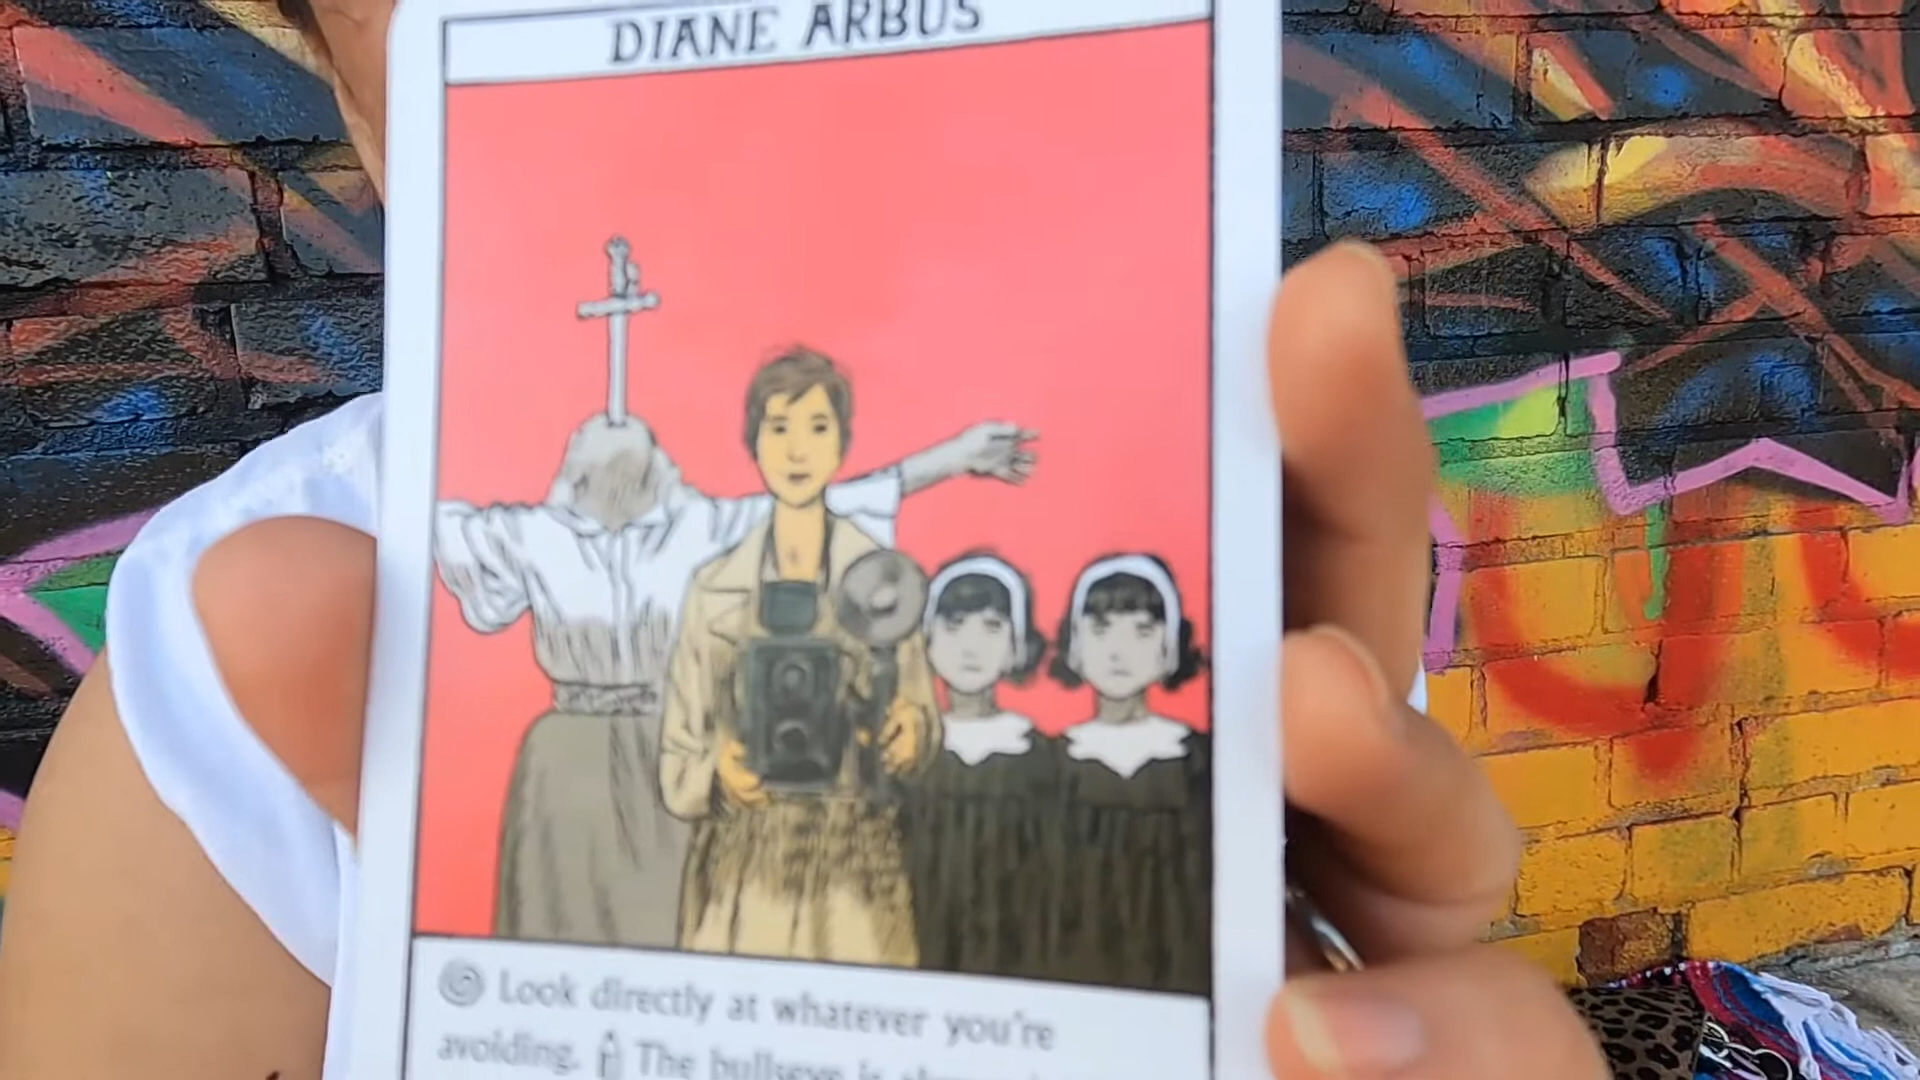 DIANE ARBUS
Look directly at whatever you're
avoiding. The bullseye is